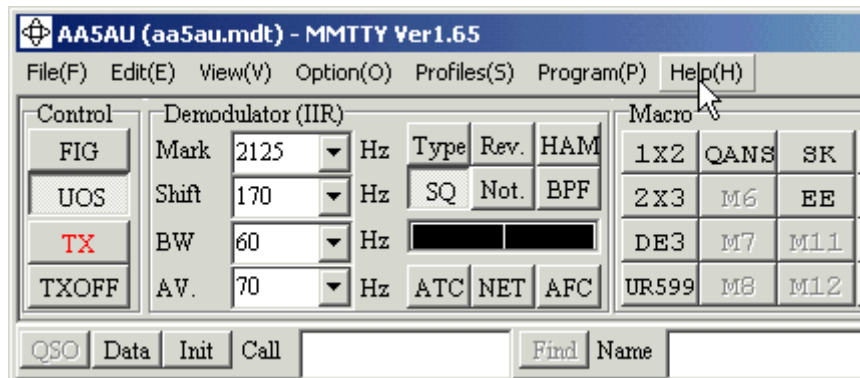 AA5AU (aa5au.mdt) - MMTTY Ver1.65
File(F) Edit(E) View(V) Option(O) Profiles(S) Program(P) Help(H)
Control Demodulator (IIR) Macro
FIG Mark 2125 Hz Type Rev. HAM 1X2 QANS SK
UOS Shift 170 Hz SQ Not. BPF 2X3 M6 EE
TX BW 60 Hz DE3 M7 M11
TXOFF AV. 70 Hz ATC NET AFC UR599 M8 M12
QSO Data Init Call Find Name